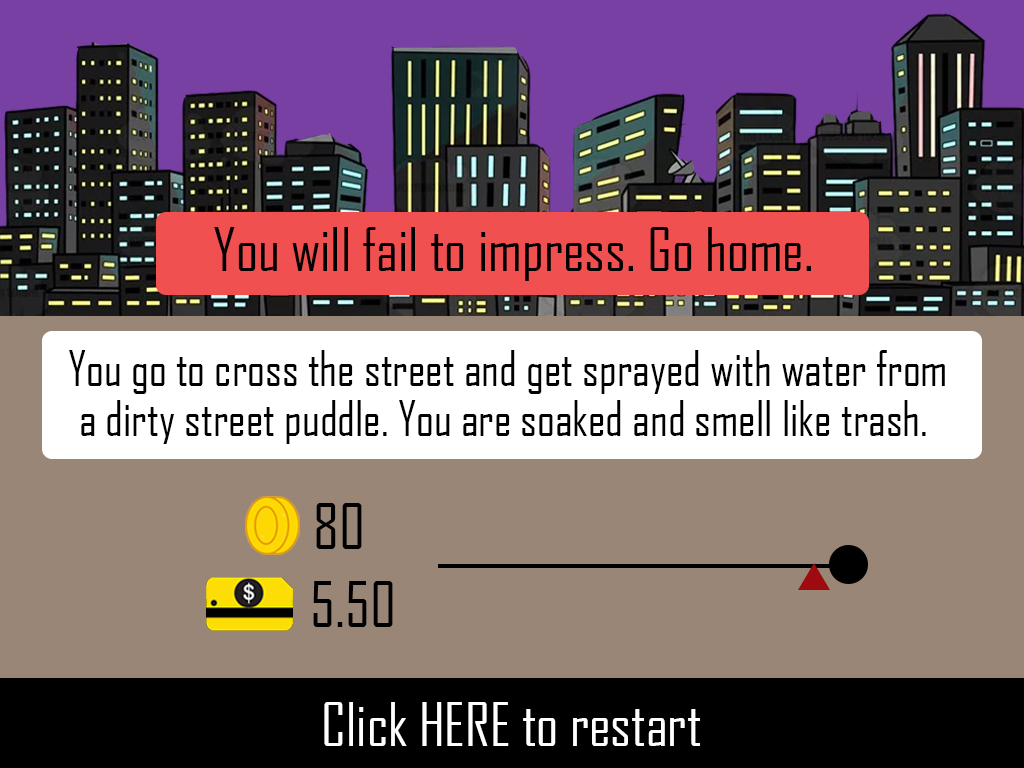 You will fail to impress. Go home.
You go to cross the street and get sprayed with water from
a dirty street puddle. You are soaked and smell like trash.
80
$
5.50
Click HERE to restart